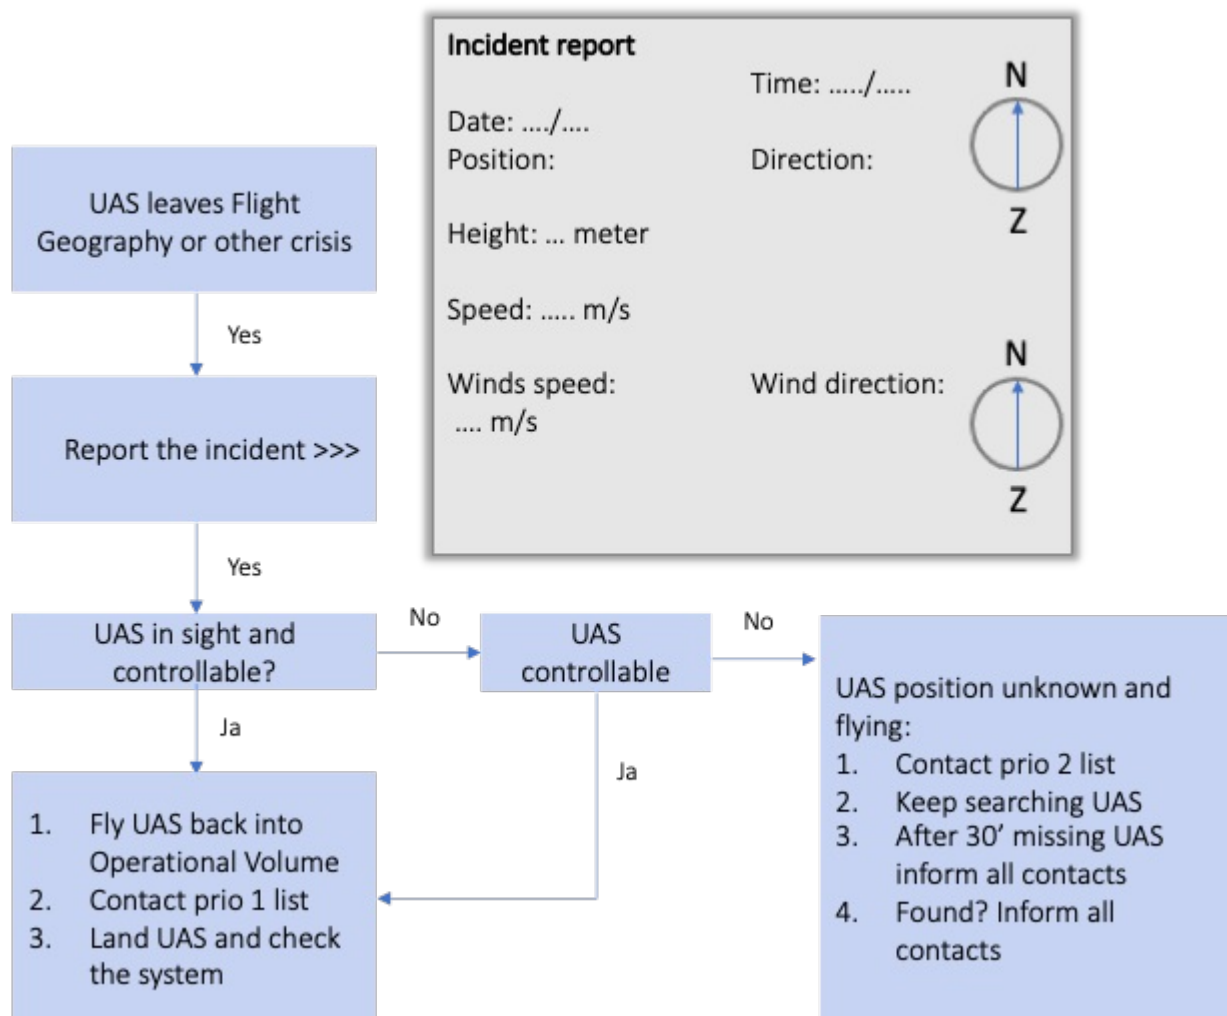 Incident report
Time: ...../.....
Date: ..../....
Position:
Direction:
N
Z
Height: ... meter
Speed: ..... m/s
Winds speed:
.... m/s
Wind direction:
N
Z
UAS leaves Flight
Geography or other crisis
Yes
Report the incident >>>
Yes
UAS in sight and
controllable?
No
UAS
controllable
No
Ja
Ja
1. Fly UAS back into
Operational Volume
2. Contact prio 1 list
3. Land UAS and check
the system
UAS position unknown and
flying:
1. Contact prio 2 list
2. Keep searching UAS
3. After 30’ missing UAS
inform all contacts
4. Found? Inform all
contacts